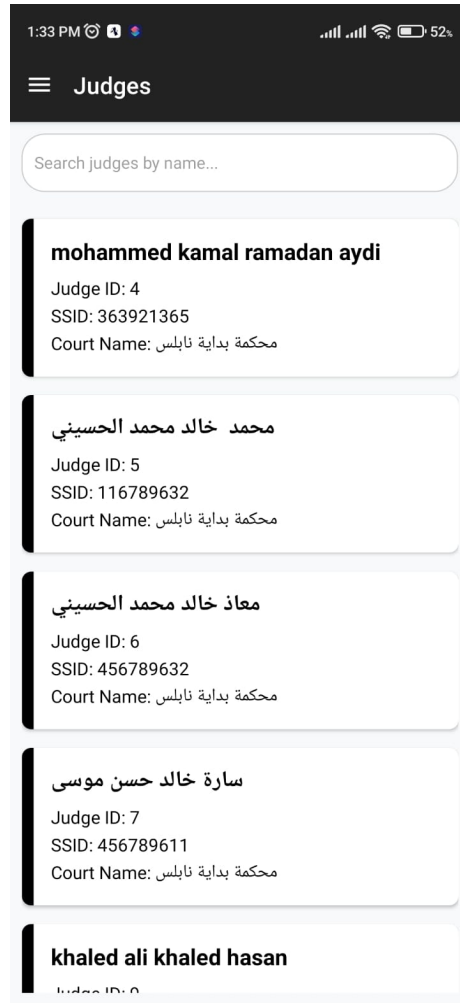 1:33 PM 52%
Judges
Search judges by name...
mohammed kamal ramadan aydi
Judge ID: 4
SSID: 363921365
Court Name: محكمة بداية نابلس
محمد خالد محمد الحسيني
Judge ID: 5
SSID: 116789632
Court Name: محكمة بداية نابلس
معاذ خالد محمد الحسيني
Judge ID: 6
SSID: 456789632
Court Name: محكمة بداية نابلس
سارة خالد حسن موسى
Judge ID: 7
SSID: 456789611
Court Name: محكمة بداية نابلس
khaled ali khaled hasan
Judge ID: